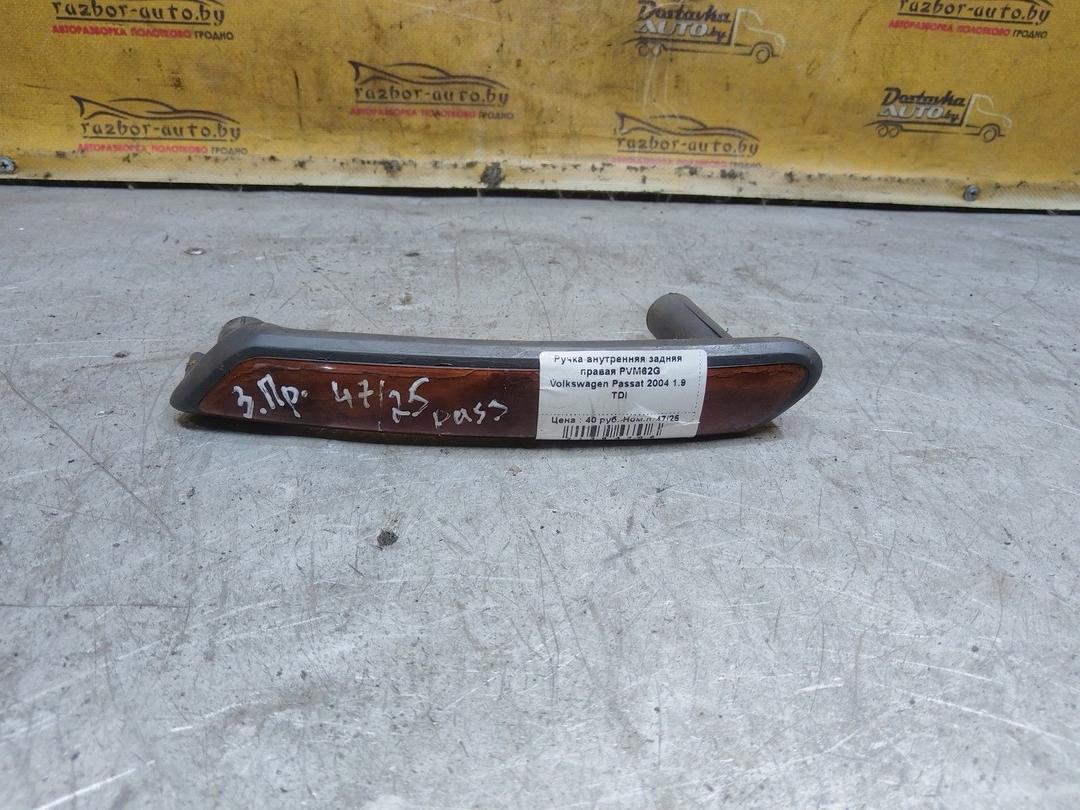 razbor-auto.by
АВТОРАЗБОРКА ПОЛОТКОВО ГРОДНО
Dostavka
AUTO.by
razbor-auto.by
АВТОРАЗБОРКА ПОЛОТКОВО ГРОДНО
razbor-auto.by
АВТОРАЗБОРКА ПОЛОТКОВО ГРОДНО
razbor-auto.by
АВТОРАЗБОРКА ПОЛОТКОВО ГРОДНО
razbor-auto.by
АВТОРАЗБОРКА ПОЛОТКОВО ГРОДНО
Dostavka
AUTO.by
З.Пр. 47/25 pass
Ручка внутренняя задняя
правая PVM62G
Volkswagen Passat 2004 1.9
TDI
Цена : 40 руб. Ном.п. 47/25